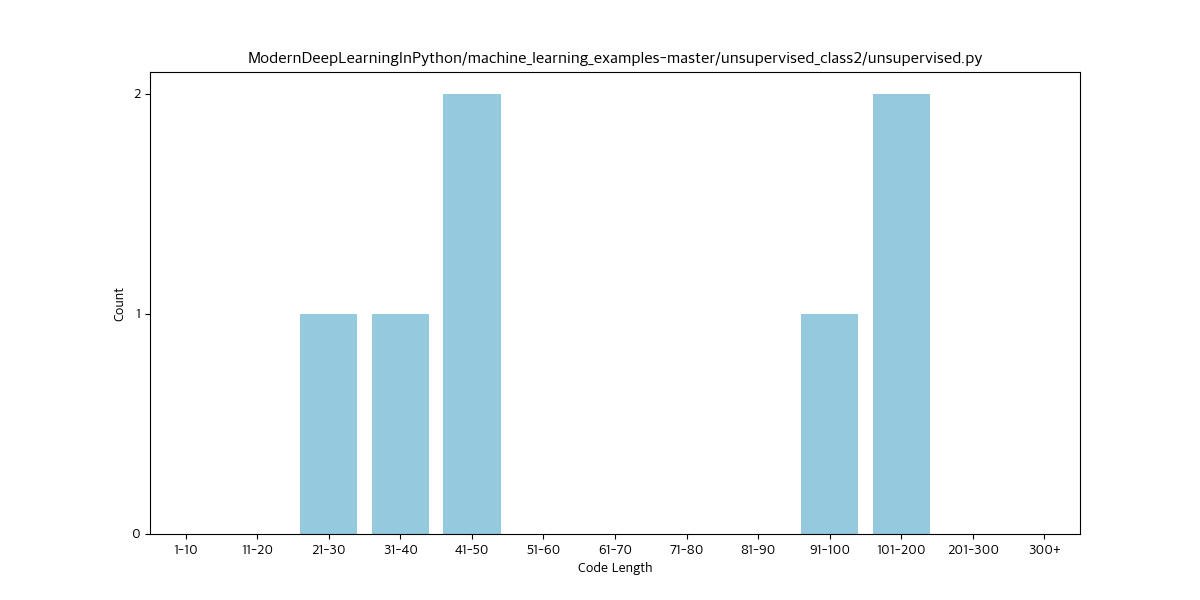 ModernDeepLearningInPython/machine_learning_examples-master/unsupervised_class2/unsupervised.py
2
1
0
Count
1-10 11-20 21-30 31-40 41-50 51-60 61-70 71-80 81-90 91-100 101-200 201-300 300+
Code Length